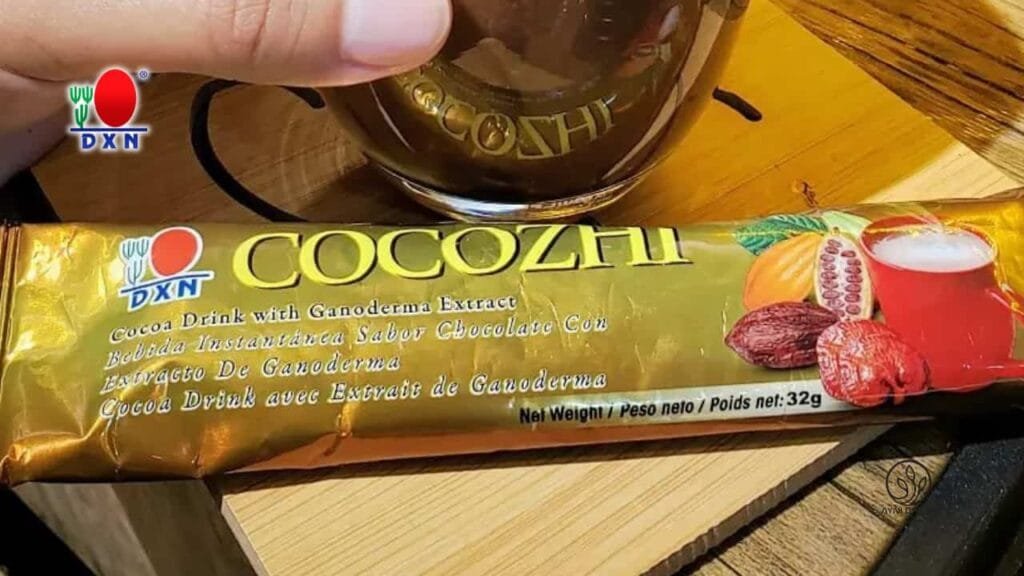 DXN
®
COCOZHI
COCOZHI
DXN
Cocoa Drink with Ganoderma Extract
Bebida Instantánea Sabor Chocolate Con
Extracto De Ganoderma
Cocoa Drink avec Extrait de Ganoderma
Net Weight / Peso neto / Poids net: 32g